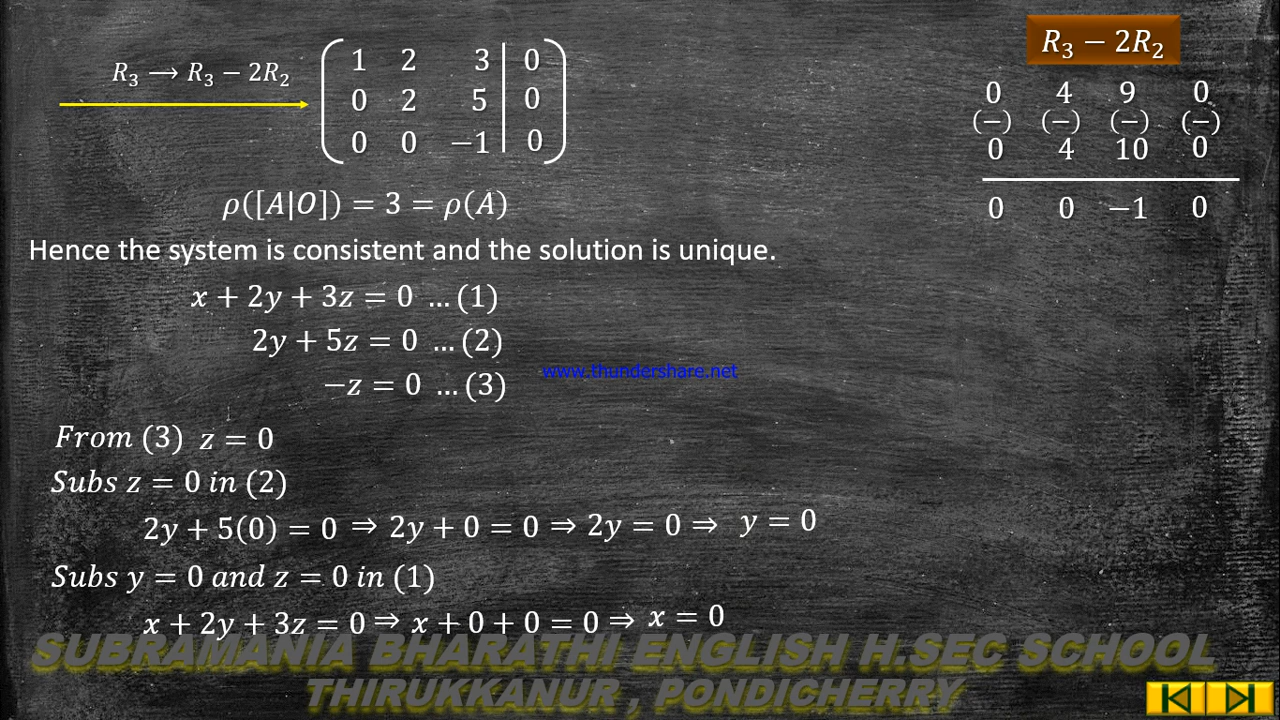 R₃ → R₃ − 2R₂
1 2 3 | 0
0 2 5 | 0
0 0 −1 | 0
R₃ − 2R₂
0 4 9 0
(−) (−) (−) (−)
0 4 10 0
0 0 −1 0
ρ([A|O]) = 3 = ρ(A)
Hence the system is consistent and the solution is unique.
x + 2y + 3z = 0 … (1)
2y + 5z = 0 … (2)
www.thundershare.net
−z = 0 … (3)
From (3) z = 0
Subs z = 0 in (2)
2y + 5(0) = 0 ⇒ 2y + 0 = 0 ⇒ 2y = 0 ⇒ y = 0
Subs y = 0 and z = 0 in (1)
x + 2y + 3z = 0 ⇒ x + 0 + 0 = 0 ⇒ x = 0
SUBRAMANIA BHARATHI ENGLISH H.SEC SCHOOL
THIRUKKANUR , PONDICHERRY